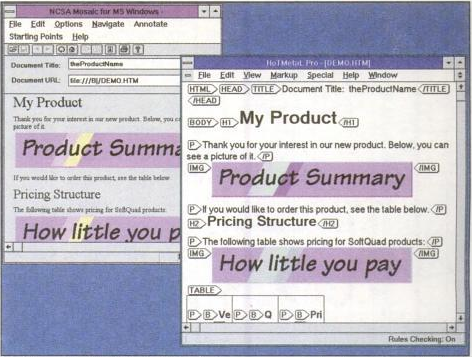 NCSA Mosaic for MS Windows -
File Edit Options Navigate Annotate
Starting Points Help
Document Title: theProductName
Document URL: file:///B|/DEMO.HTM
My Product
Thank you for your interest in our new product. Below, you can
picture of it.
Product Summa
If you would like to order this product, see the table below
Pricing Structure
The following table shows pricing for SoftQuad products:
How little you p
HoTMetaL Pro - [DEMO.HTM]
File Edit View Markup Special Help Window
HTML HEAD TITLE Document Title: theProductName /TITLE
/HEAD
BODY H1 My Product /H1
P Thank you for your interest in our new product. Below, you can
see a picture of it. /P
IMG Product Summary /IMG
P If you would like to order this product, see the table below. /P
H2 Pricing Structure /H2
P The following table shows pricing for SoftQuad products: /P
IMG How little you pay /IMG
TABLE
P B Ve P B Q P B Pri
Rules Checking: On